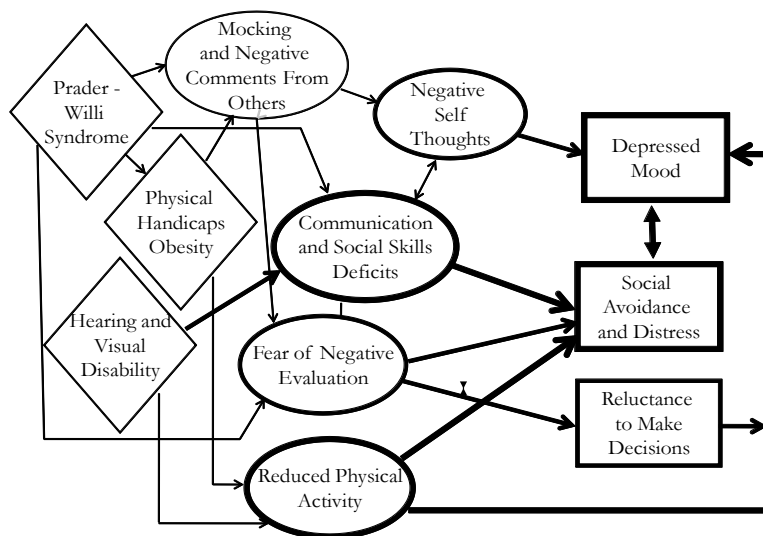 Mocking
and Negative
Comments From
Others
Prader -
Willi
Syndrome
Negative
Self
Thoughts
Depressed
Mood
Physical
Handicaps
Obesity
Communication
and Social Skills
Deficits
Social
Avoidance
and Distress
Hearing and
Visual
Disability
Fear of Negative
Evaluation
Reluctance
to Make
Decisions
Reduced Physical
Activity